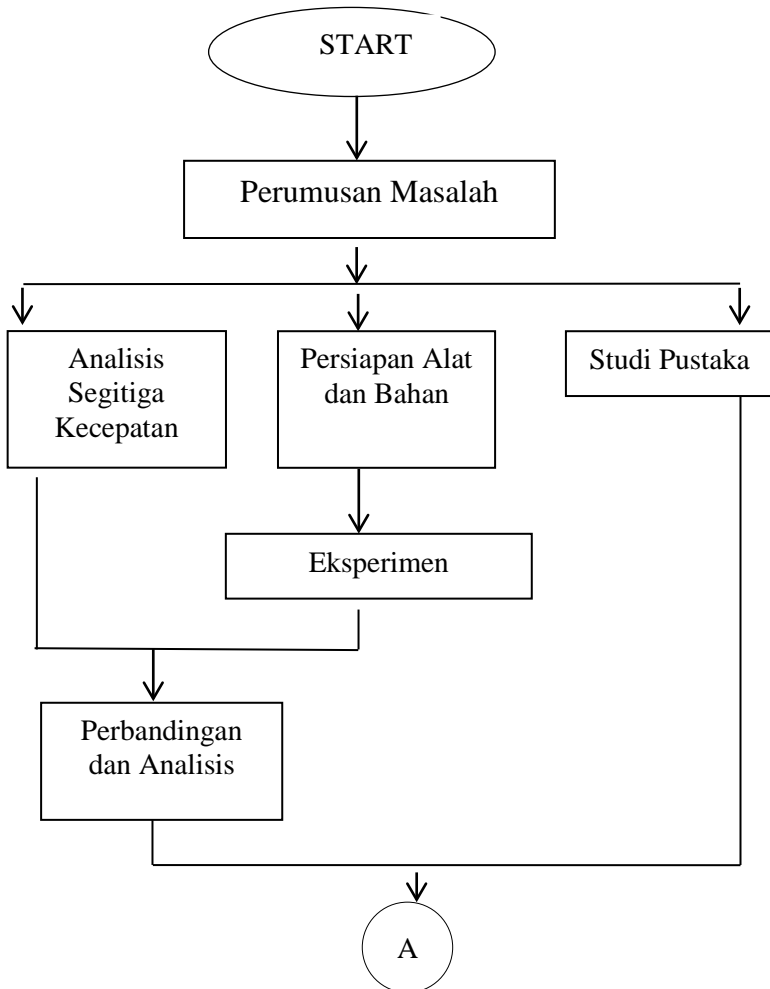 START
Perumusan Masalah
Analisis
Segitiga
Kecepatan
Persiapan Alat
dan Bahan
Studi Pustaka
Eksperimen
Perbandingan
dan Analisis
A